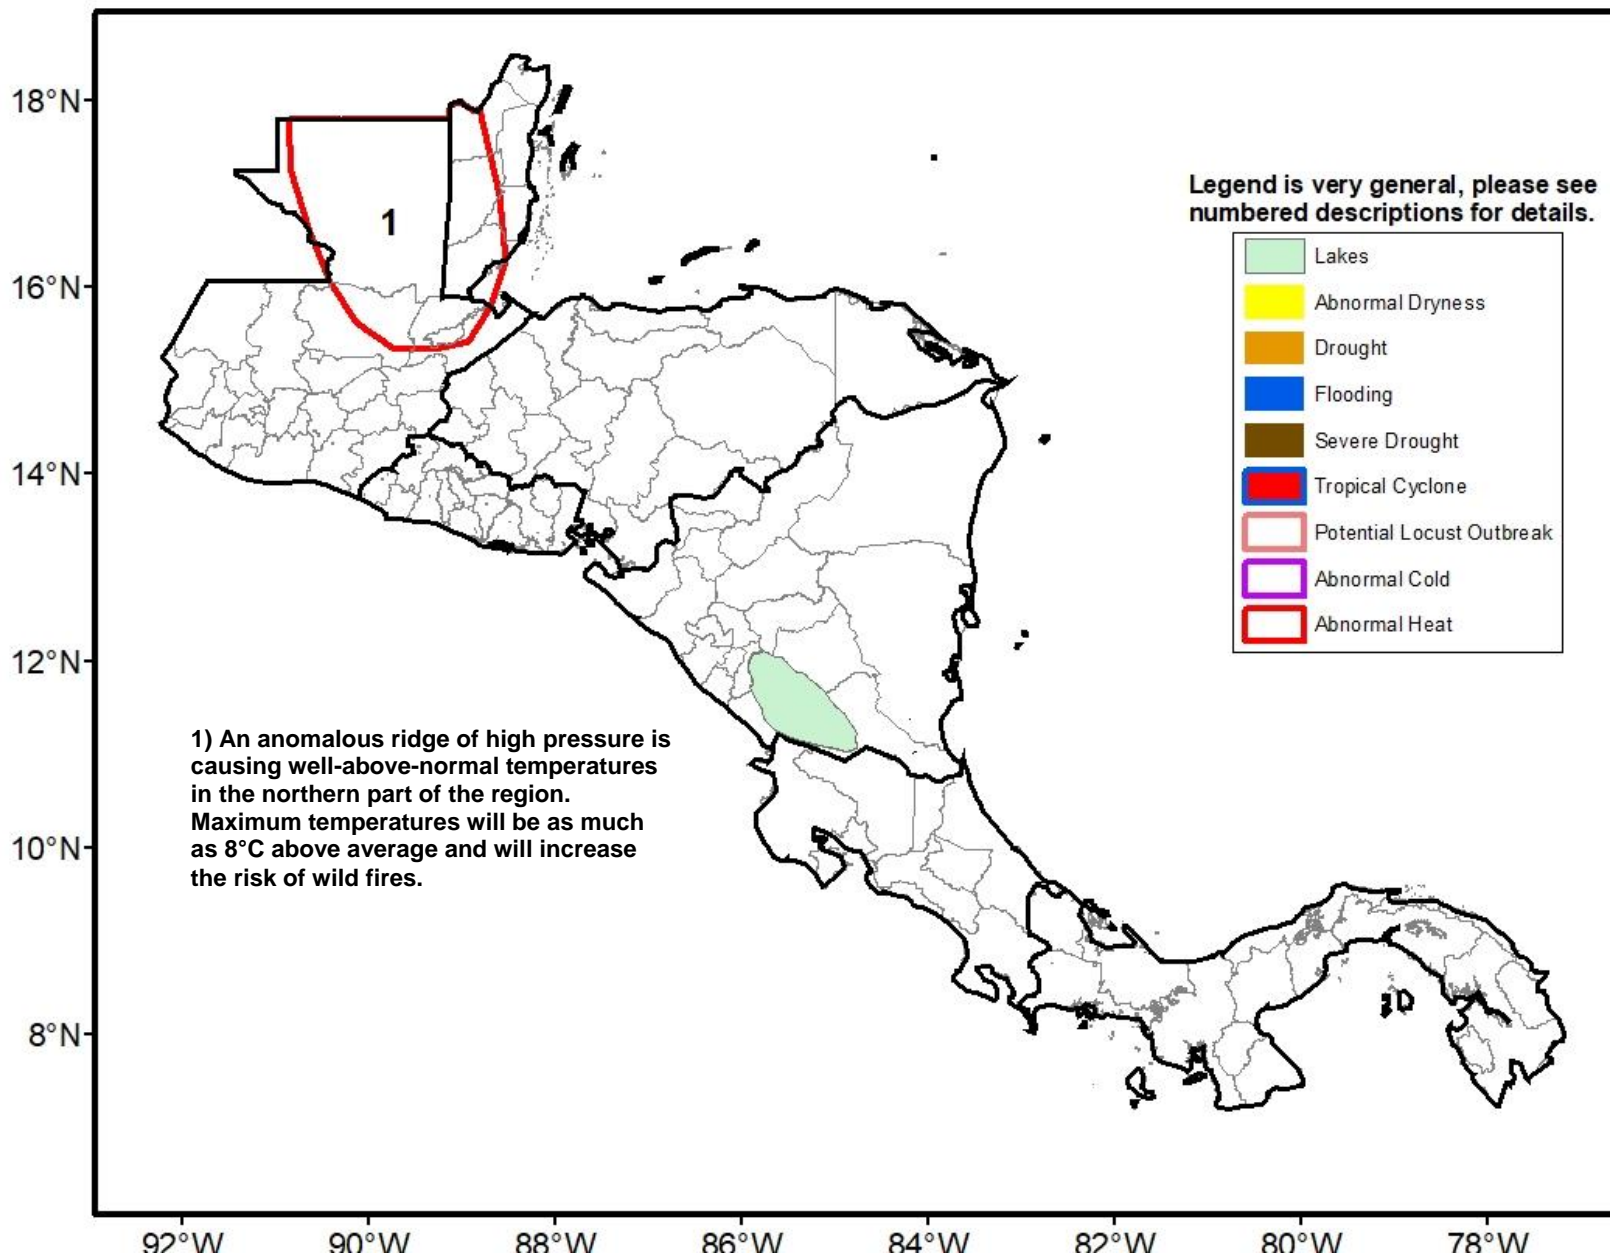 18°N
16°N
14°N
12°N
10°N
8°N
1
Legend is very general, please see
numbered descriptions for details.
Lakes
Abnormal Dryness
Drought
Flooding
Severe Drought
Tropical Cyclone
Potential Locust Outbreak
Abnormal Cold
Abnormal Heat
1) An anomalous ridge of high pressure is
causing well-above-normal temperatures
in the northern part of the region.
Maximum temperatures will be as much
as 8°C above average and will increase
the risk of wild fires.
92°W 90°W 88°W 86°W 84°W 82°W 80°W 78°W